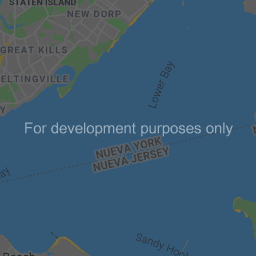 STATEN ISLAND
NEW DORP
GREAT KILLS
ELTINGVILLE
Lower Bay
For development purposes only
NUEVA YORK
NUEVA JERSEY
Sandy Hook
Beach